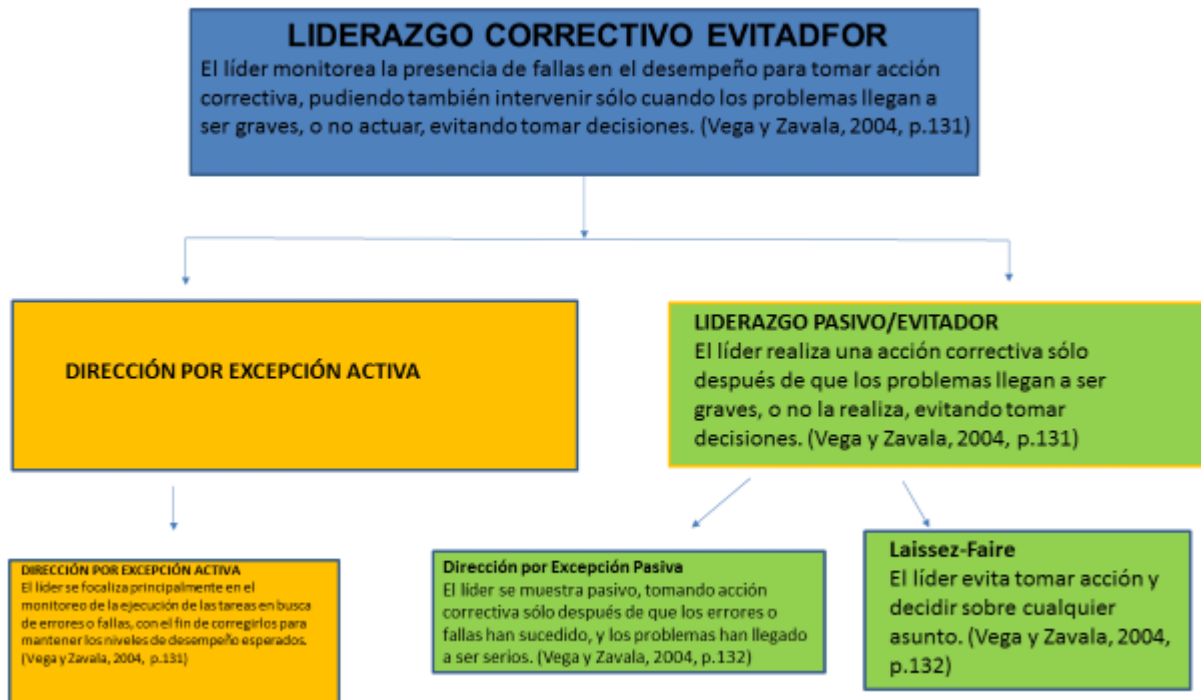 LIDERAZGO CORRECTIVO EVITADFOR
El líder monitorea la presencia de fallas en el desempeño para tomar acción
correctiva, pudiendo también intervenir sólo cuando los problemas llegan a
ser graves, o no actuar, evitando tomar decisiones. (Vega y Zavala, 2004, p.131)
DIRECCIÓN POR EXCEPCIÓN ACTIVA
LIDERAZGO PASIVO/EVITADOR
El líder realiza una acción correctiva sólo
después de que los problemas llegan a ser
graves, o no la realiza, evitando tomar
decisiones. (Vega y Zavala, 2004, p.131)
DIRECCIÓN POR EXCEPCIÓN ACTIVA
El líder se focaliza principalmente en el
monitoreo de la ejecución de las tareas en busca
de errores o fallas, con el fin de corregirlos para
mantener los niveles de desempeño esperados.
(Vega y Zavala, 2004, p.131)
Dirección por Excepción Pasiva
El líder se muestra pasivo, tomando acción
correctiva sólo después de que los errores o
fallas han sucedido, y los problemas han llegado
a ser serios. (Vega y Zavala, 2004, p.132)
Laissez-Faire
El líder evita tomar acción y
decidir sobre cualquier
asunto. (Vega y Zavala, 2004,
p.132)